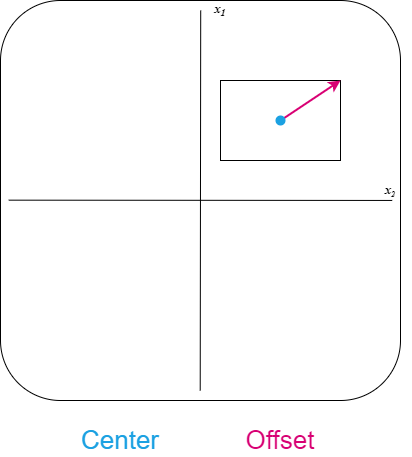 x₁
x₂
Center Offset